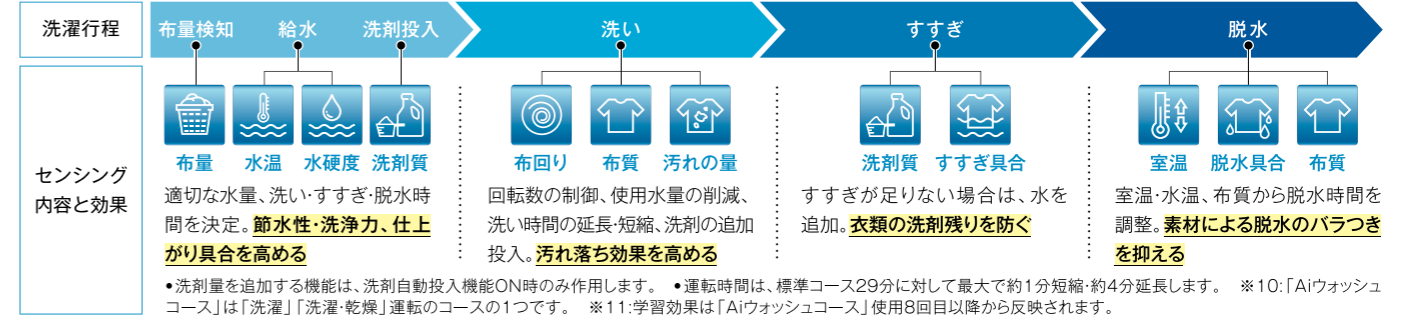 洗濯行程
布量検知 給水 洗剤投入 洗い すすぎ 脱水
センシング
内容と効果
布量 水温 水硬度 洗剤質
適切な水量、洗い・すすぎ・脱水時
間を決定。節水性・洗浄力、仕上
がり具合を高める
布回り 布質 汚れの量
回転数の制御、使用水量の削減、
洗い時間の延長・短縮、洗剤の追加
投入。汚れ落ち効果を高める
洗剤質 すすぎ具合
すすぎが足りない場合は、水を
追加。衣類の洗剤残りを防ぐ
室温 脱水具合 布質
室温・水温、布質から脱水時間を
調整。素材による脱水のバラつき
を抑える
●洗剤量を追加する機能は、洗剤自動投入機能ON時のみ作用します。 ●運転時間は、標準コース29分に対して最大で約1分短縮・約4分延長します。 ※10:「Aiウォッシュ
コース」は「洗濯」「洗濯・乾燥」運転のコースの1つです。 ※11:学習効果は「Aiウォッシュコース」使用8回目以降から反映されます。